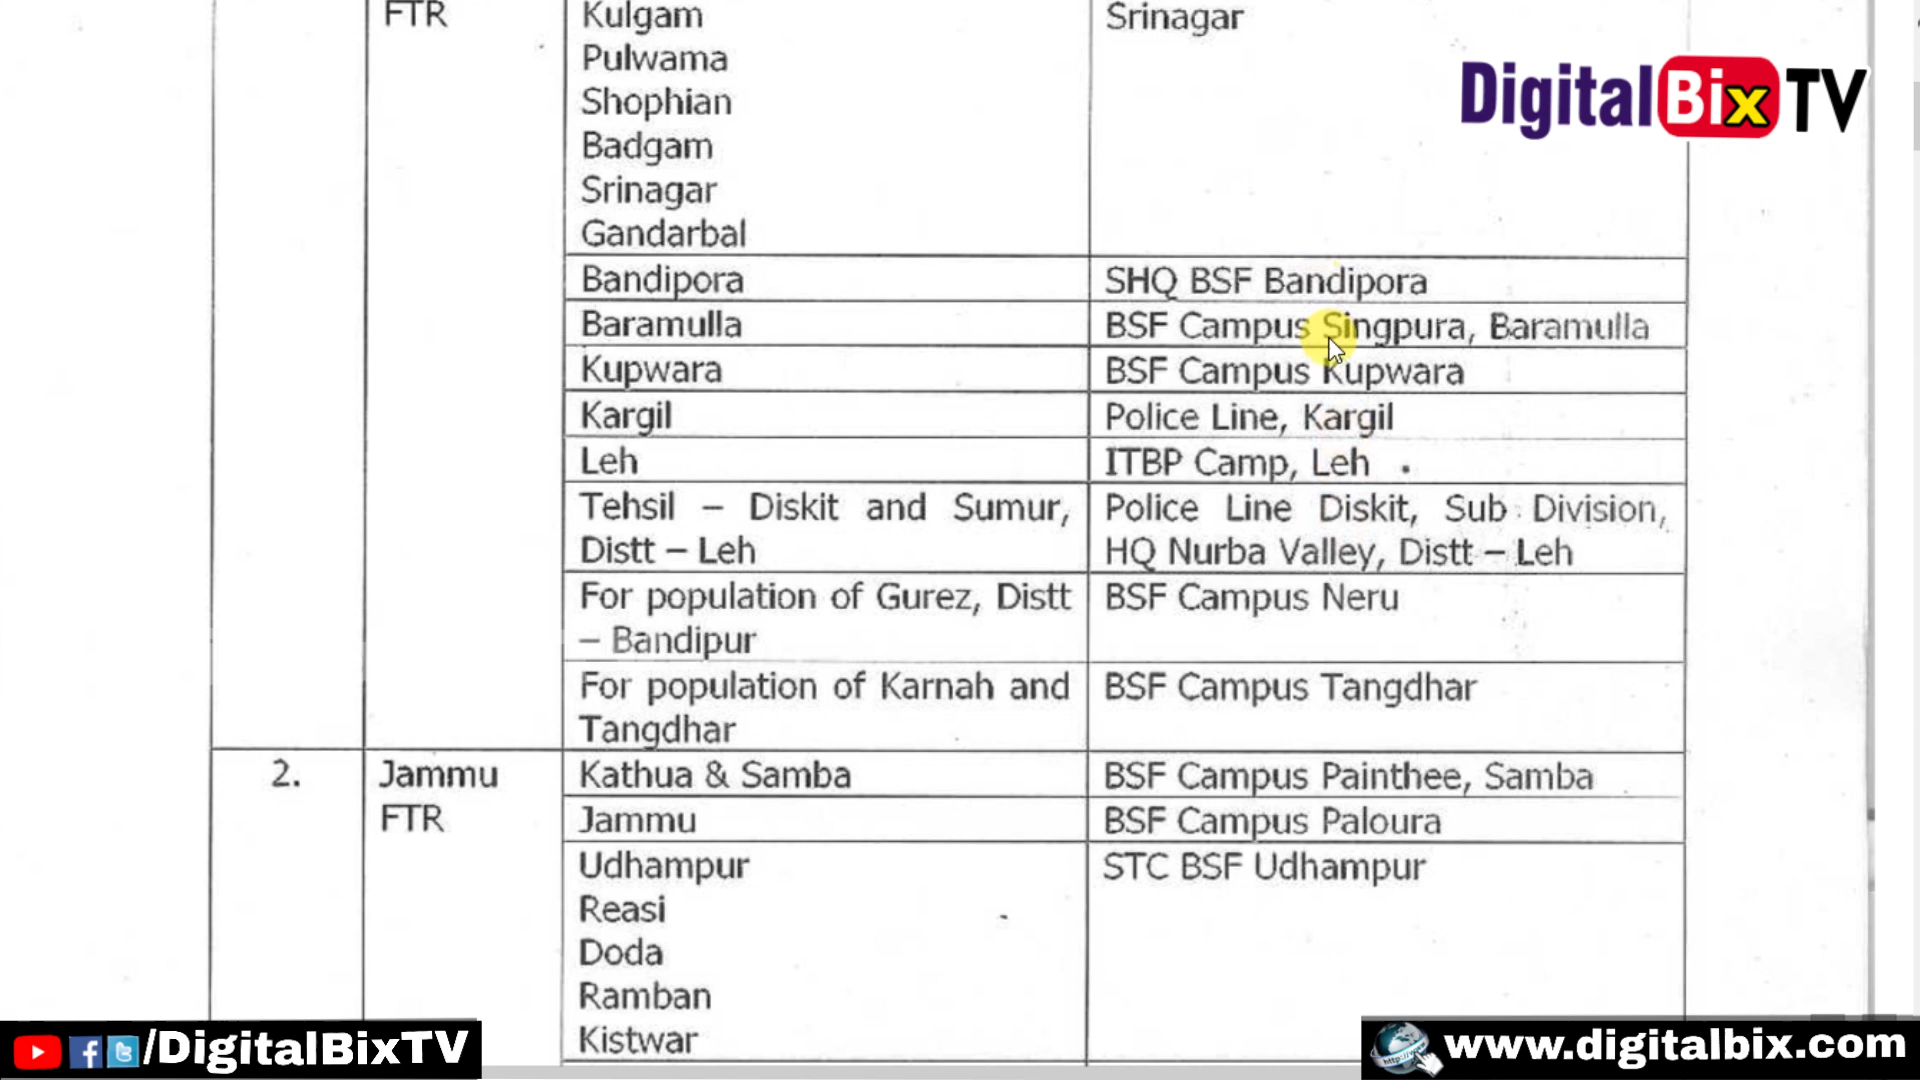 FTR Kulgam Srinagar
Pulwama
Shophian
Badgam
Srinagar
Gandarbal
DigitalBixTV
Bandipora SHQ BSF Bandipora
Baramulla BSF Campus Singpura, Baramulla
Kupwara BSF Campus Kupwara
Kargil Police Line, Kargil
Leh ITBP Camp, Leh
Tehsil – Diskit and Sumur, Police Line Diskit, Sub Division,
Distt – Leh HQ Nurba Valley, Distt – Leh
For population of Gurez, Distt BSF Campus Neru
– Bandipur
For population of Karnah and BSF Campus Tangdhar
Tangdhar
2. Jammu Kathua & Samba BSF Campus Painthee, Samba
FTR Jammu BSF Campus Paloura
Udhampur STC BSF Udhampur
Reasi
Doda
Ramban
Kistwar
/DigitalBixTV
http://www
www.digitalbix.com